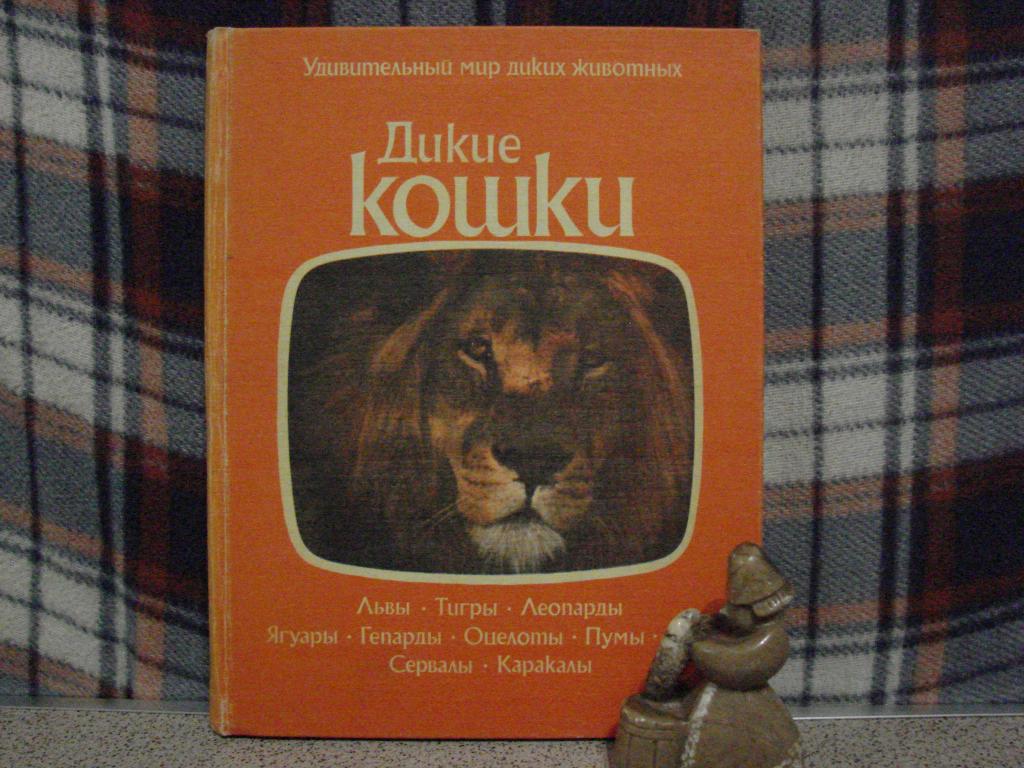 Удивительный мир диких животных
Дикие
кошки
Львы · Тигры · Леопарды
Ягуары · Гепарды · Оцелоты · Пумы ·
Сервалы · Каракалы